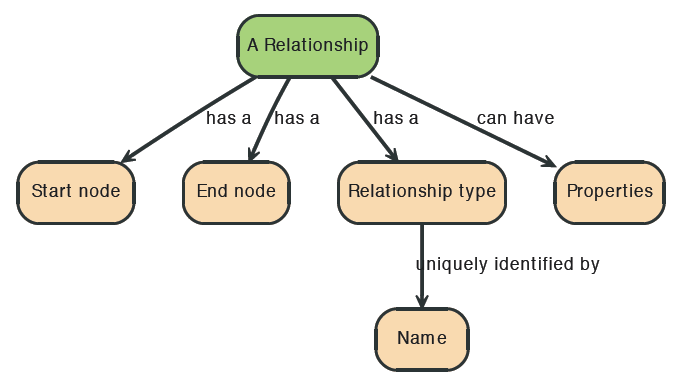 A Relationship
has a
has a
has a
can have
Start node
End node
Relationship type
Properties
uniquely identified by
Name